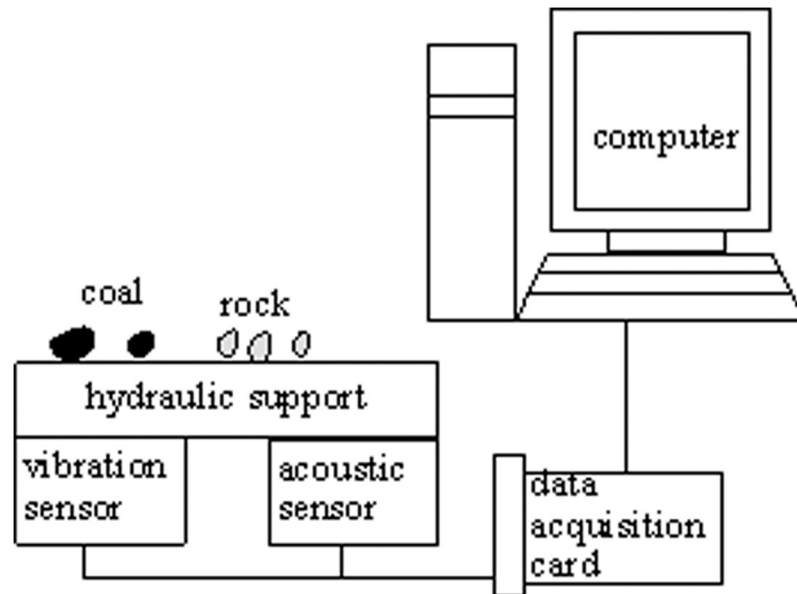 computer
coal
rock
hydraulic support
vibration
sensor
acoustic
sensor
data
acquisition
card